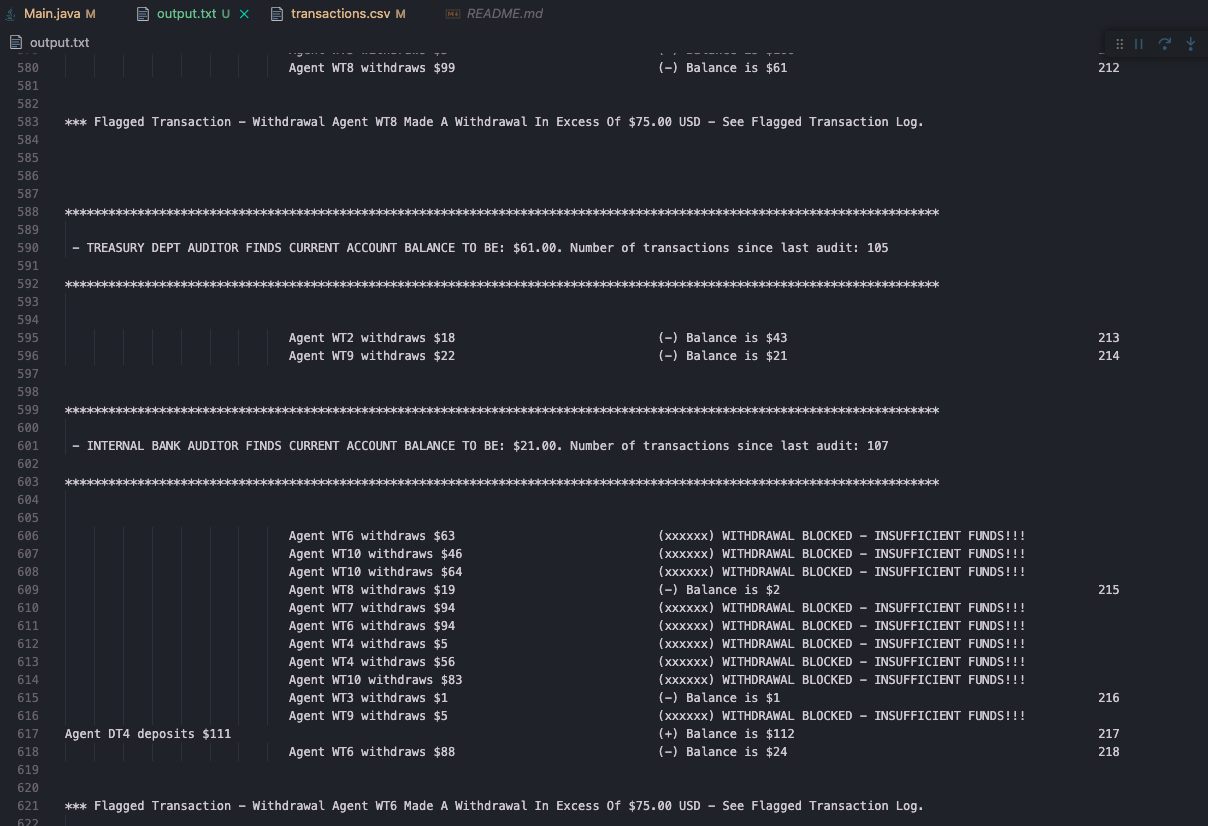 Main.java M output.txt U × transactions.csv M README.md
output.txt
580 Agent WT8 withdraws $99 (-) Balance is $61 212
581
582
583 *** Flagged Transaction - Withdrawal Agent WT8 Made A Withdrawal In Excess Of $75.00 USD - See Flagged Transaction Log.
584
585
586
587
588 *************************************************************************************************************************
589
590 - TREASURY DEPT AUDITOR FINDS CURRENT ACCOUNT BALANCE TO BE: $61.00. Number of transactions since last audit: 105
591
592 *************************************************************************************************************************
593
594
595 Agent WT2 withdraws $18 (-) Balance is $43 213
596 Agent WT9 withdraws $22 (-) Balance is $21 214
597
598
599 *************************************************************************************************************************
600
601 - INTERNAL BANK AUDITOR FINDS CURRENT ACCOUNT BALANCE TO BE: $21.00. Number of transactions since last audit: 107
602
603 *************************************************************************************************************************
604
605
606 Agent WT6 withdraws $63 (xxxxxx) WITHDRAWAL BLOCKED - INSUFFICIENT FUNDS!!!
607 Agent WT10 withdraws $46 (xxxxxx) WITHDRAWAL BLOCKED - INSUFFICIENT FUNDS!!!
608 Agent WT10 withdraws $64 (xxxxxx) WITHDRAWAL BLOCKED - INSUFFICIENT FUNDS!!!
609 Agent WT8 withdraws $19 (-) Balance is $2 215
610 Agent WT7 withdraws $94 (xxxxxx) WITHDRAWAL BLOCKED - INSUFFICIENT FUNDS!!!
611 Agent WT6 withdraws $94 (xxxxxx) WITHDRAWAL BLOCKED - INSUFFICIENT FUNDS!!!
612 Agent WT4 withdraws $5 (xxxxxx) WITHDRAWAL BLOCKED - INSUFFICIENT FUNDS!!!
613 Agent WT4 withdraws $56 (xxxxxx) WITHDRAWAL BLOCKED - INSUFFICIENT FUNDS!!!
614 Agent WT10 withdraws $83 (xxxxxx) WITHDRAWAL BLOCKED - INSUFFICIENT FUNDS!!!
615 Agent WT3 withdraws $1 (-) Balance is $1 216
616 Agent WT9 withdraws $5 (xxxxxx) WITHDRAWAL BLOCKED - INSUFFICIENT FUNDS!!!
617 Agent DT4 deposits $111 (+) Balance is $112 217
618 Agent WT6 withdraws $88 (-) Balance is $24 218
619
620
621 *** Flagged Transaction - Withdrawal Agent WT6 Made A Withdrawal In Excess Of $75.00 USD - See Flagged Transaction Log.
622